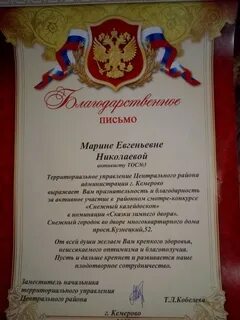 Благодарственное
письмо
Марине Евгеньевне
Николаевой
активисту ТОС№3
Территориальное управление Центрального района
администрации г. Кемерово
выражает Вам признательность и благодарность
за активное участие в районном смотре-конкурсе
«Снежный калейдоскоп»
в номинации «Сказки зимнего двора».
Снежный городок во дворе многоквартирного дома
просп.Кузнецкий,52.
От всей души желаем Вам крепкого здоровья,
неиссякаемого оптимизма и благополучия.
Пусть и дальше крепнет и развивается наше
плодотворное сотрудничество.
Заместитель начальника
территориального управления
Центрального района Т.Л.Кобелева
г. Кемерово